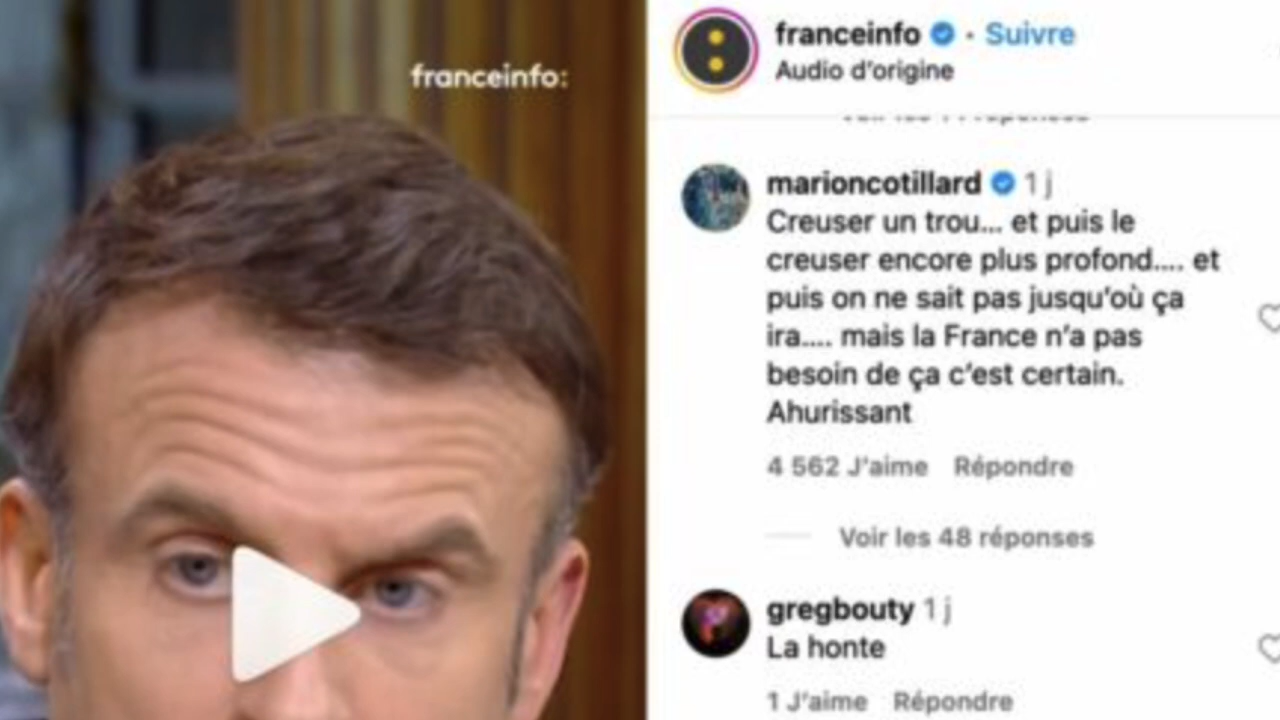 franceinfo:
franceinfo • Suivre
Audio d'origine
marioncotillard 1 j
Creuser un trou... et puis le
creuser encore plus profond.... et
puis on ne sait pas jusqu'où ça
ira.... mais la France n'a pas
besoin de ça c'est certain.
Ahurissant
4 562 J'aime Répondre
Voir les 48 réponses
gregbouty 1 j
La honte
1 J'aime Répondre